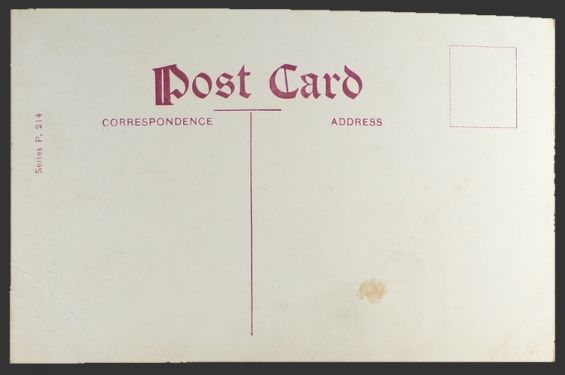 Post Card
CORRESPONDENCE
ADDRESS
Series P. 214